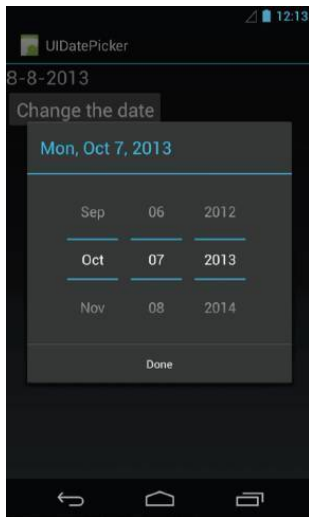 12:13
UIDatePicker
8-8-2013
Change the date
Mon, Oct 7, 2013
Sep 06 2012
Oct 07 2013
Nov 08 2014
Done